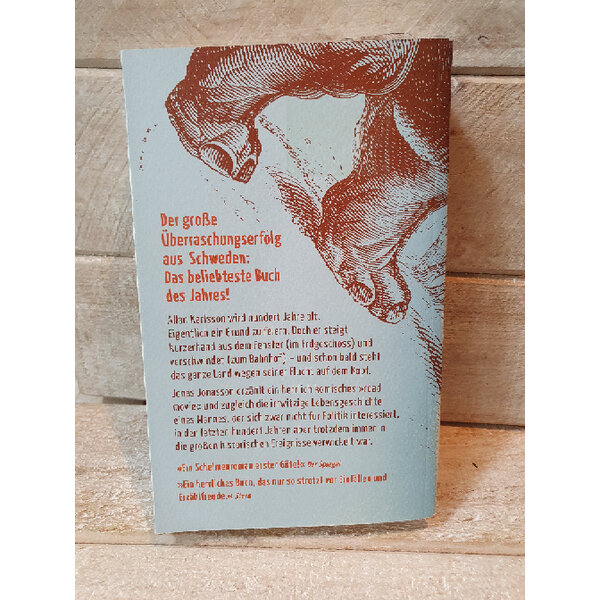 Der große
Überraschungserfolg
aus Schweden:
Das beliebteste Buch
des Jahres!
Allan Karlsson wird hundert Jahre alt.
Eigentlich ein Grund zu feiern. Doch er steigt
kurzerhand aus dem Fenster (im Erdgeschoss) und
verschwindet (zum Bahnhof) – und schon bald steht
das ganze Land wegen seiner Flucht auf dem Kopf.
Jonas Jonasson erzählt ein herrlich komisches »road
movie« und zugleich die irrwitzige Lebensgeschichte
eines Mannes, der sich zwar nicht für Politik interessiert,
in der letzten hundert Jahren aber trotzdem immer in
die großen historischen Ereignisse verwickelt war.
»Ein Schelmenroman erster Güte!« Der Spiegel
»Ein herrliches Buch, das nur so strotzt vor Einfällen und
Erzählfreude.« Stern